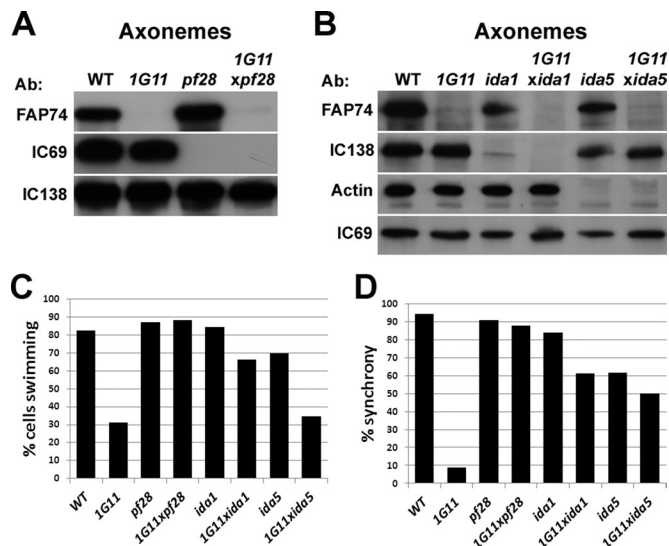 A
Axonemes
Ab: WT 1G11 pf28 1G11 xpf28
FAP74
IC69
IC138
B
Axonemes
Ab: WT 1G11 ida1 1G11 xida1 ida5 1G11 xida5
FAP74
IC138
Actin
IC69
C
% cells swimming
100
90
80
70
60
50
40
30
20
10
0
WT 1G11 pf28 1G11xpf28 ida1 1G11xida1 ida5 1G11xida5
D
% synchrony
100
90
80
70
60
50
40
30
20
10
0
WT 1G11 pf28 1G11xpf28 ida1 1G11xida1 ida5 1G11xida5